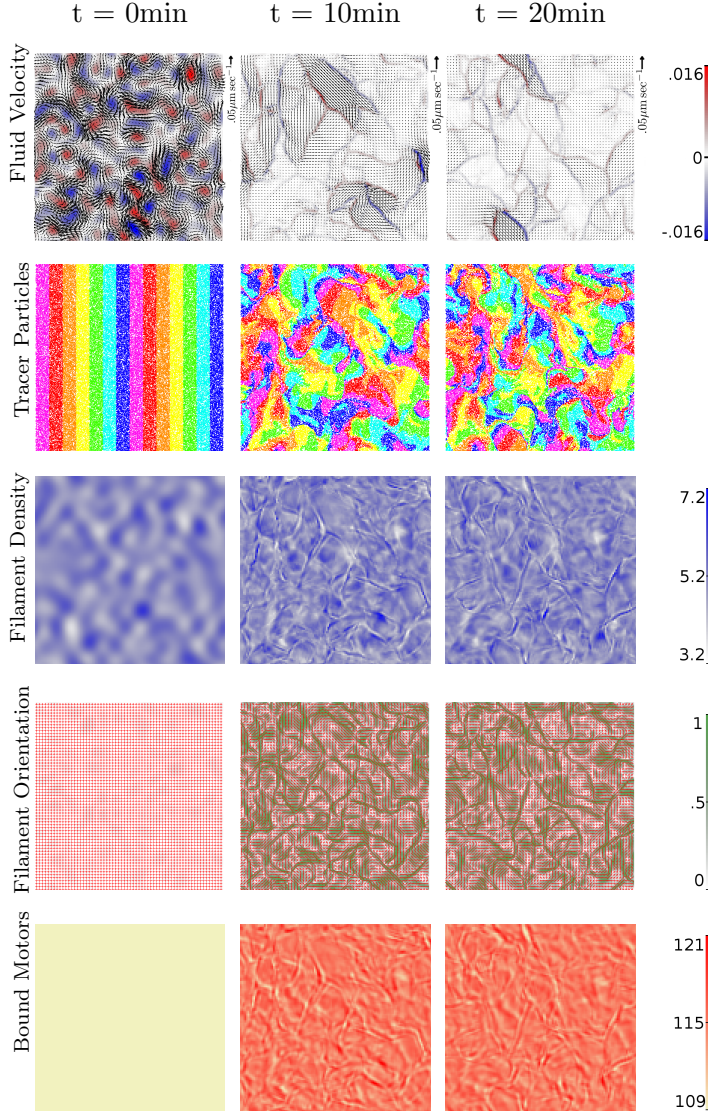 t = 0min t = 10min t = 20min
Fluid Velocity
.05μm sec⁻¹
.05μm sec⁻¹
.05μm sec⁻¹
.016
0
-.016
Tracer Particles
Filament Density
7.2
5.2
3.2
Filament Orientation
1
.5
0
Bound Motors
121
115
109